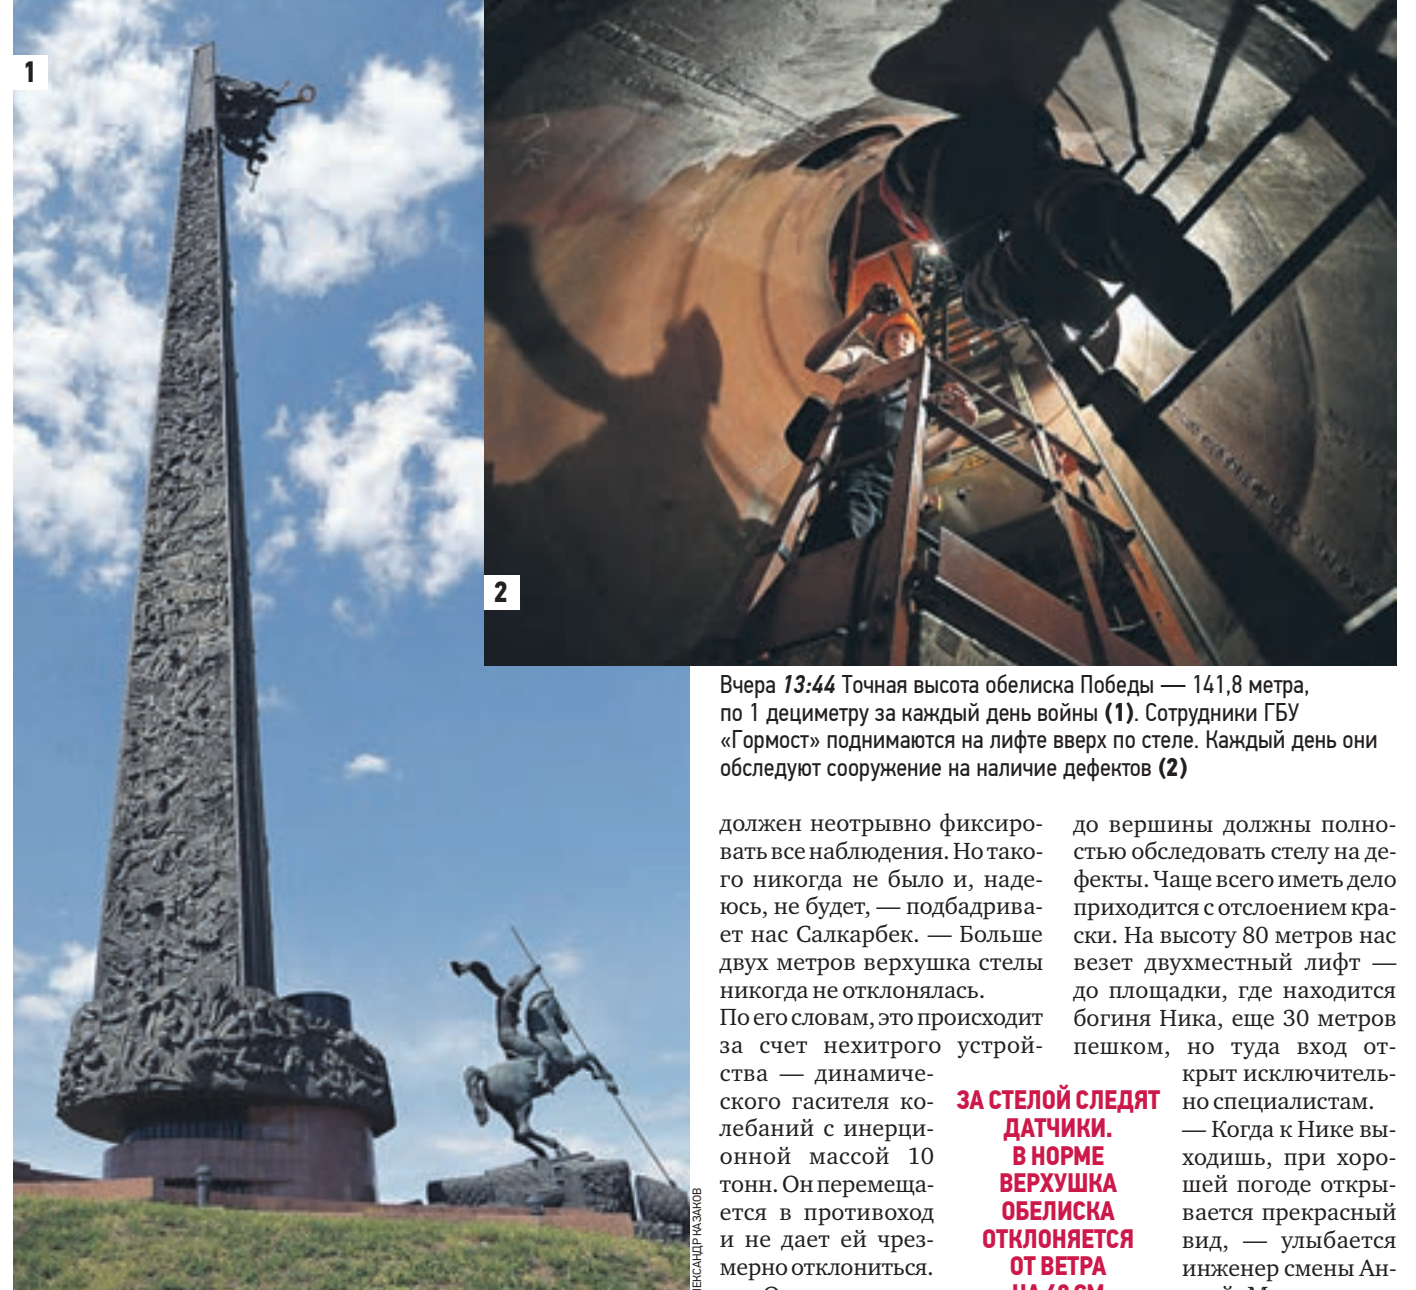 1
2
Вчера 13:44 Точная высота обелиска Победы — 141,8 метра,
по 1 дециметру за каждый день войны (1). Сотрудники ГБУ
«Гормост» поднимаются на лифте вверх по стеле. Каждый день они
обследуют сооружение на наличие дефектов (2)
должен неотрывно фиксиро-
вать все наблюдения. Но тако-
го никогда не было и, наде-
юсь, не будет, — подбадрива-
ет нас Салкарбек. — Больше
двух метров верхушка стелы
никогда не отклонялась.
По его словам, это происходит
за счет нехитрого устрой-
ства — динамиче-
ского гасителя ко-
лебаний с инерци-
онной массой 10
тонн. Он перемеща-
ется в противоход
и не дает ей чрез-
мерно отклониться.
ЗА СТЕЛОЙ СЛЕДЯТ
ДАТЧИКИ.
В НОРМЕ
ВЕРХУШКА
ОБЕЛИСКА
ОТКЛОНЯЕТСЯ
ОТ ВЕТРА
до вершины должны полно-
стью обследовать стелу на де-
фекты. Чаще всего иметь дело
приходится с отслоением кра-
ски. На высоту 80 метров нас
везет двухместный лифт —
до площадки, где находится
богиня Ника, еще 30 метров
пешком, но туда вход от-
крыт исключитель-
но специалистам.
— Когда к Нике вы-
ходишь, при хоро-
шей погоде откры-
вается прекрасный
вид, — улыбается
инженер смены Ан-
ЕКСАНДР КАЗАКОВ